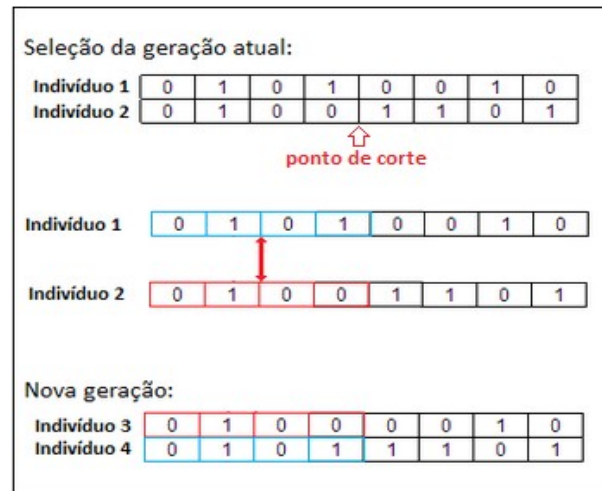 Seleção da geração atual:
Indivíduo 1 0 1 0 1 0 0 1 0
Indivíduo 2 0 1 0 0 1 1 0 1
ponto de corte
Indivíduo 1 0 1 0 1 0 0 1 0
Indivíduo 2 0 1 0 0 1 1 0 1
Nova geração:
Indivíduo 3 0 1 0 0 0 0 1 0
Indivíduo 4 0 1 0 1 1 1 0 1